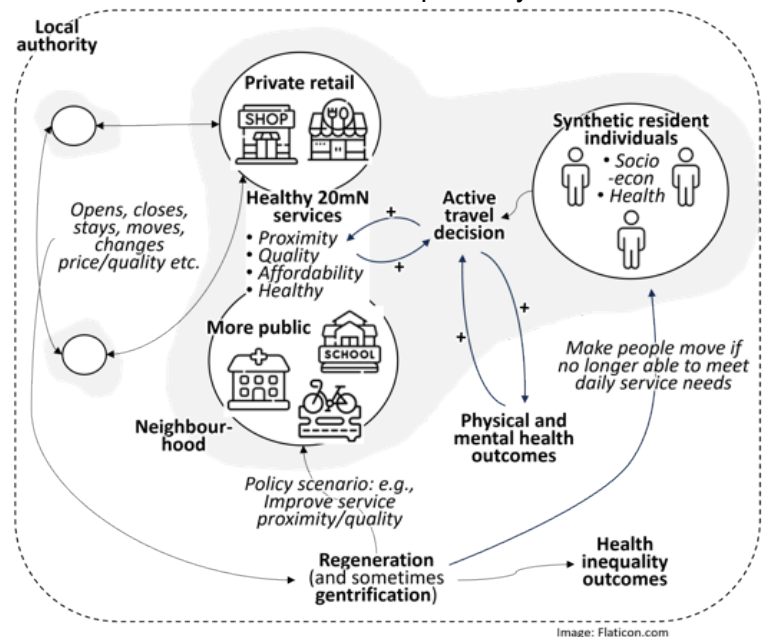 Local
authority
Private retail
SHOP
Synthetic resident
individuals
• Socio
-econ
• Health
Opens, closes,
stays, moves,
changes
price/quality etc.
Healthy 20mN
services
• Proximity
• Quality
• Affordability
• Healthy
+
+
Active
travel
decision
+
+
More public
SCHOOL
Make people move if
no longer able to meet
daily service needs
Neighbour-
hood
Physical and
mental health
outcomes
Policy scenario: e.g.,
Improve service
proximity/quality
Regeneration
(and sometimes
gentrification)
Health
inequality
outcomes
Image: Flaticon.com